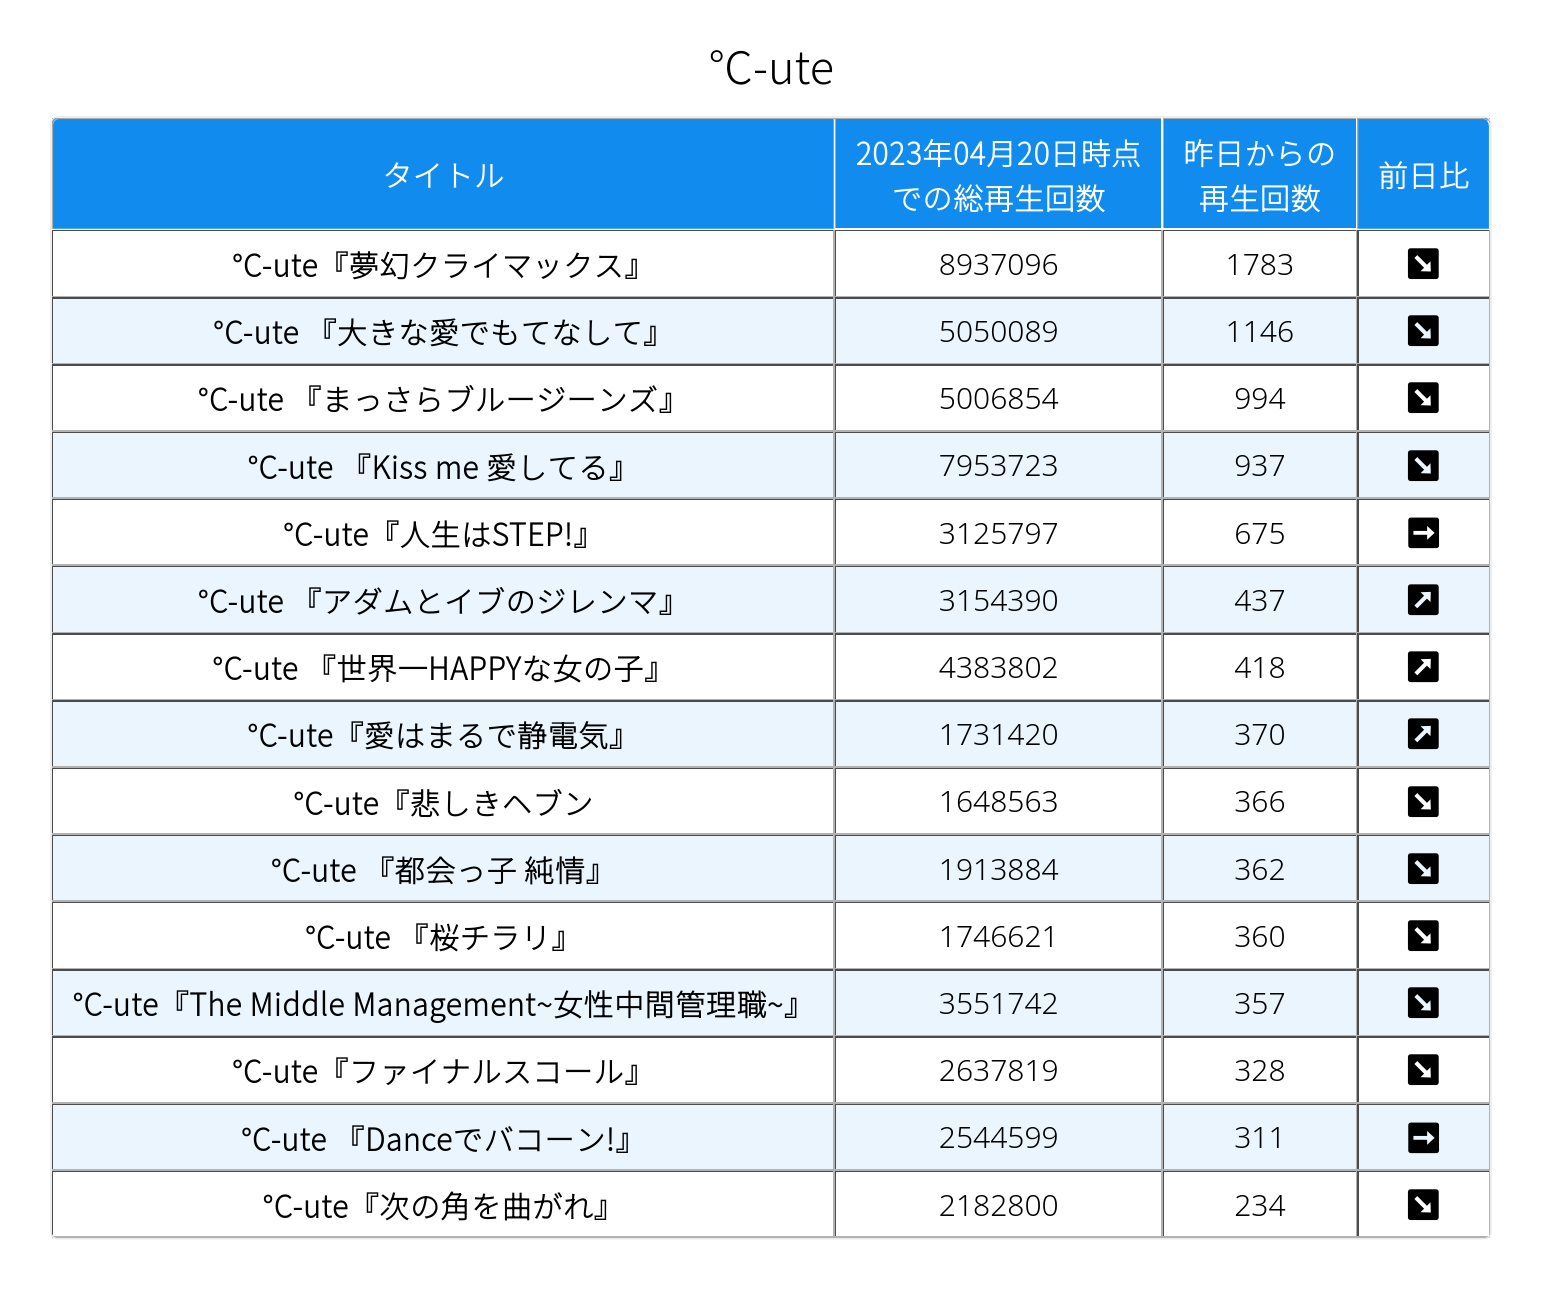 ℃-ute
タイトル 2023年04月20日時点での総再生回数 昨日からの再生回数 前日比
℃-ute『夢幻クライマックス』 8937096 1783 ↘
℃-ute 『大きな愛でもてなして』 5050089 1146 ↘
℃-ute 『まっさらブルージーンズ』 5006854 994 ↘
℃-ute 『Kiss me 愛してる』 7953723 937 ↘
℃-ute『人生はSTEP!』 3125797 675 →
℃-ute 『アダムとイブのジレンマ』 3154390 437 ↗
℃-ute 『世界一HAPPYな女の子』 4383802 418 ↗
℃-ute『愛はまるで静電気』 1731420 370 ↗
℃-ute『悲しきヘブン 1648563 366 ↘
℃-ute 『都会っ子 純情』 1913884 362 ↘
℃-ute 『桜チラリ』 1746621 360 ↘
℃-ute『The Middle Management~女性中間管理職~』 3551742 357 ↘
℃-ute『ファイナルスコール』 2637819 328 ↘
℃-ute 『Danceでバコーン!』 2544599 311 →
℃-ute『次の角を曲がれ』 2182800 234 ↘